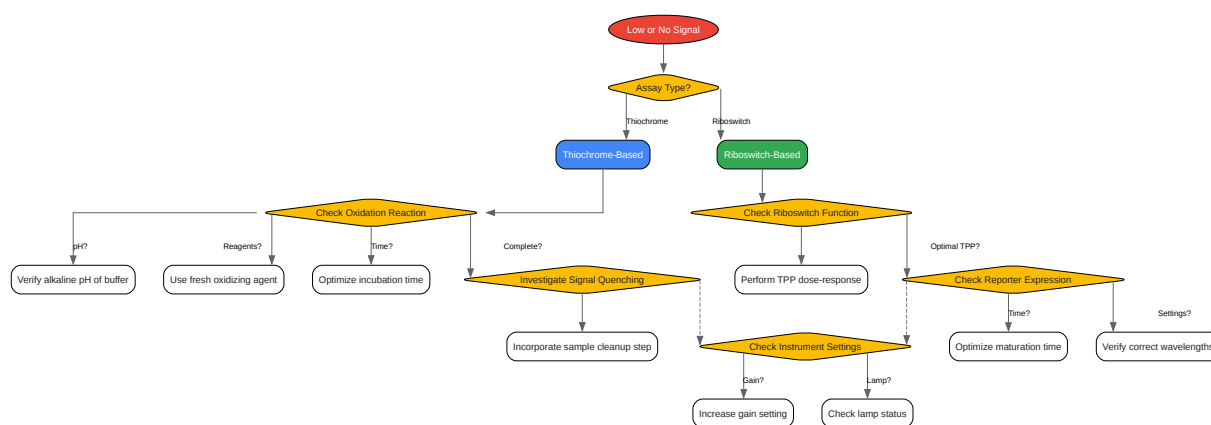 Low or No Signal
Assay Type?
Thiochrome
Riboswitch
Thiochrome-Based
Riboswitch-Based
Check Oxidation Reaction
Check Riboswitch Function
pH?
Reagents?
Time?
Complete?
Optimal TPP?
Verify alkaline pH of buffer
Use fresh oxidizing agent
Optimize incubation time
Investigate Signal Quenching
Perform TPP dose-response
Check Reporter Expression
Time?
Settings?
Incorporate sample cleanup step
Check Instrument Settings
Optimize maturation time
Verify correct wavelengths
Gain?
Lamp?
Increase gain setting
Check lamp status